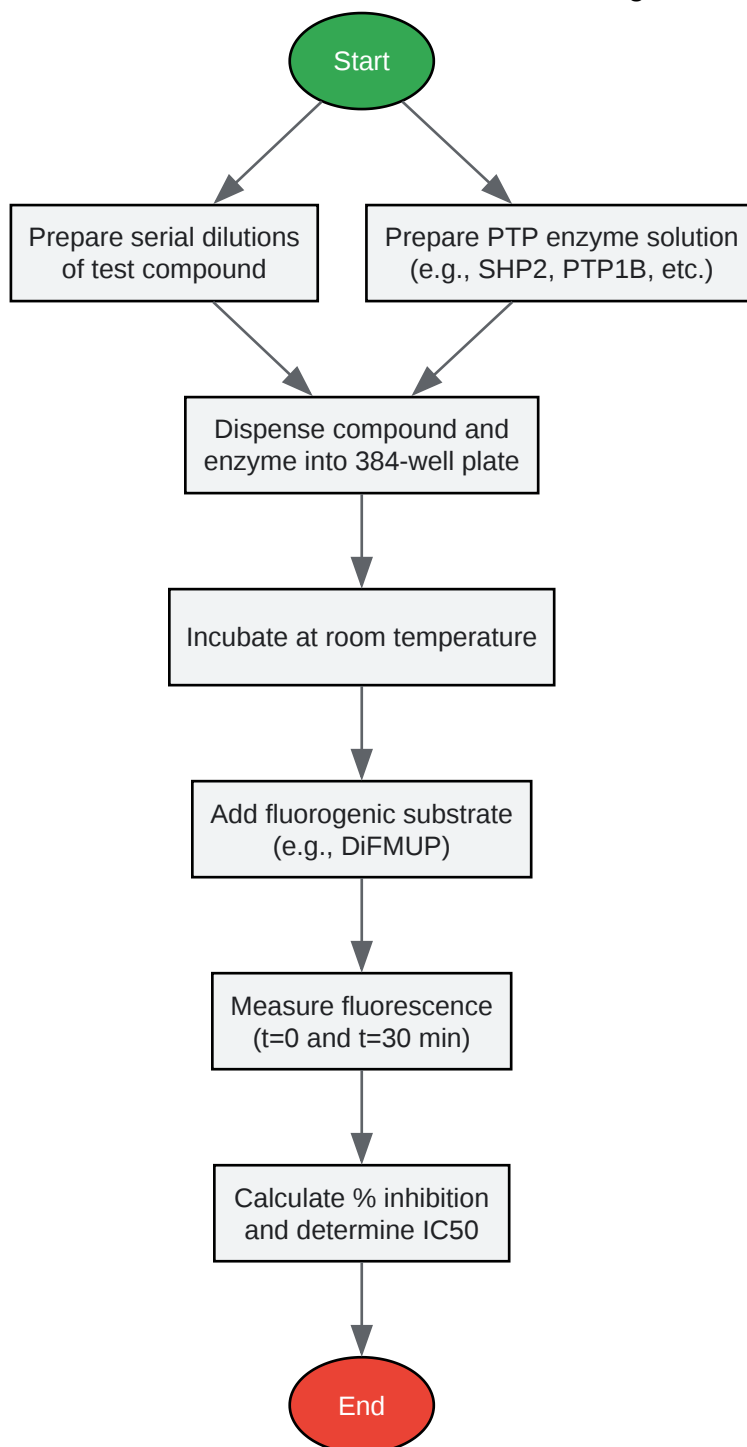 Start
Prepare serial dilutions
of test compound
Prepare PTP enzyme solution
(e.g., SHP2, PTP1B, etc.)
Dispense compound and
enzyme into 384-well plate
Incubate at room temperature
Add fluorogenic substrate
(e.g., DiFMUP)
Measure fluorescence
(t=0 and t=30 min)
Calculate % inhibition
and determine IC50
End